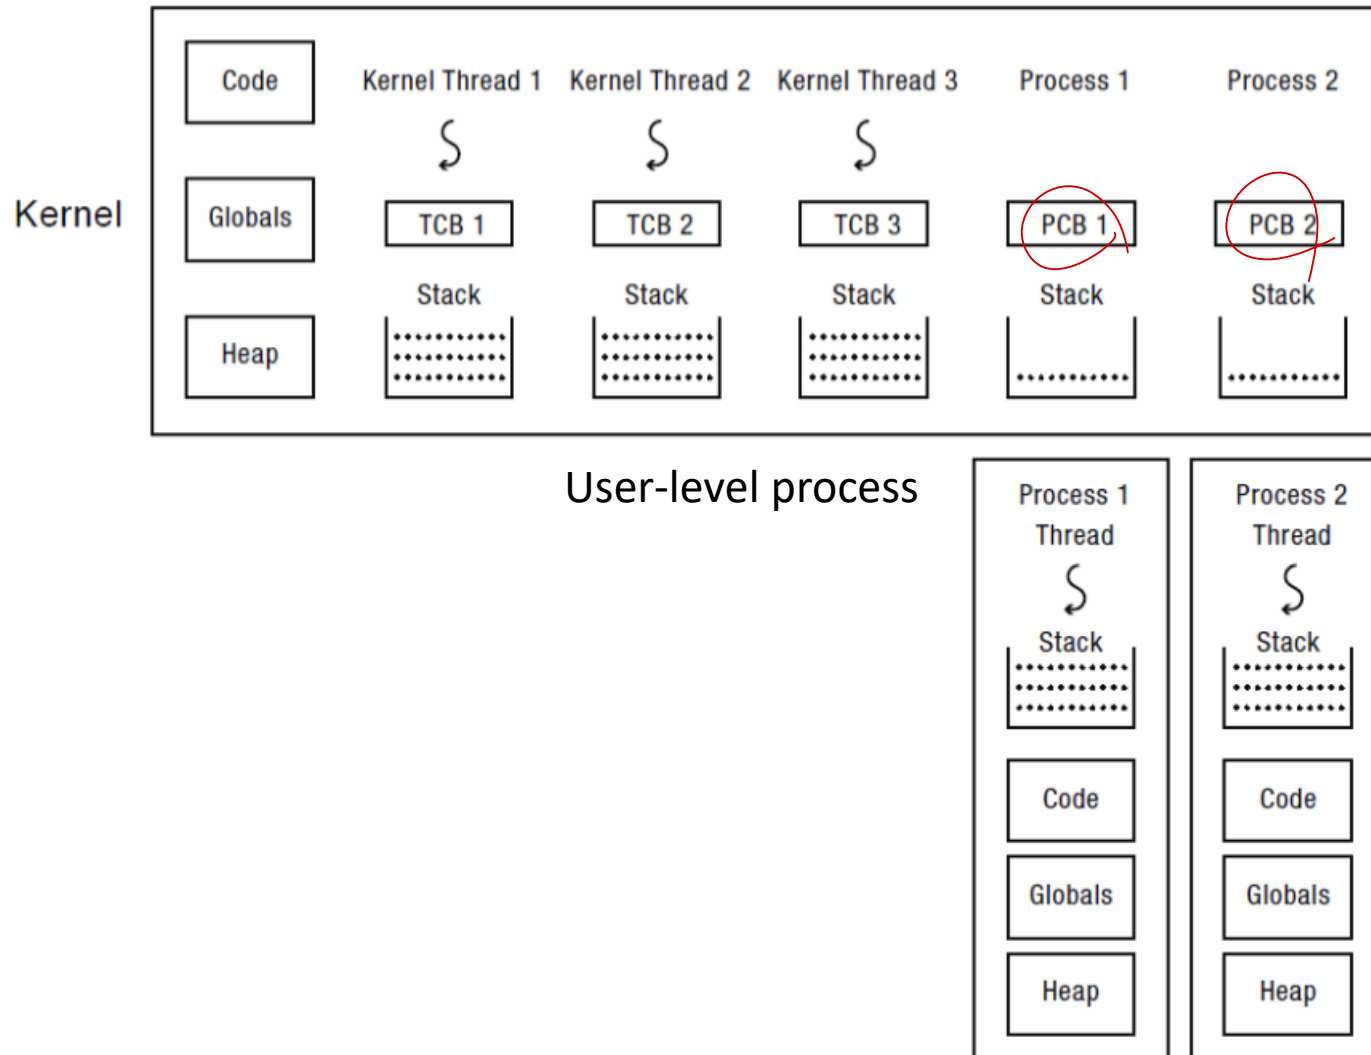 Code
Kernel Thread 1
Kernel Thread 2
Kernel Thread 3
Process 1
Process 2
Kernel
Globals
TCB 1
TCB 2
TCB 3
PCB 1
PCB 2
Stack
Stack
Stack
Stack
Stack
Heap
User-level process
Process 1
Thread
Stack
Code
Globals
Heap
Process 2
Thread
Stack
Code
Globals
Heap